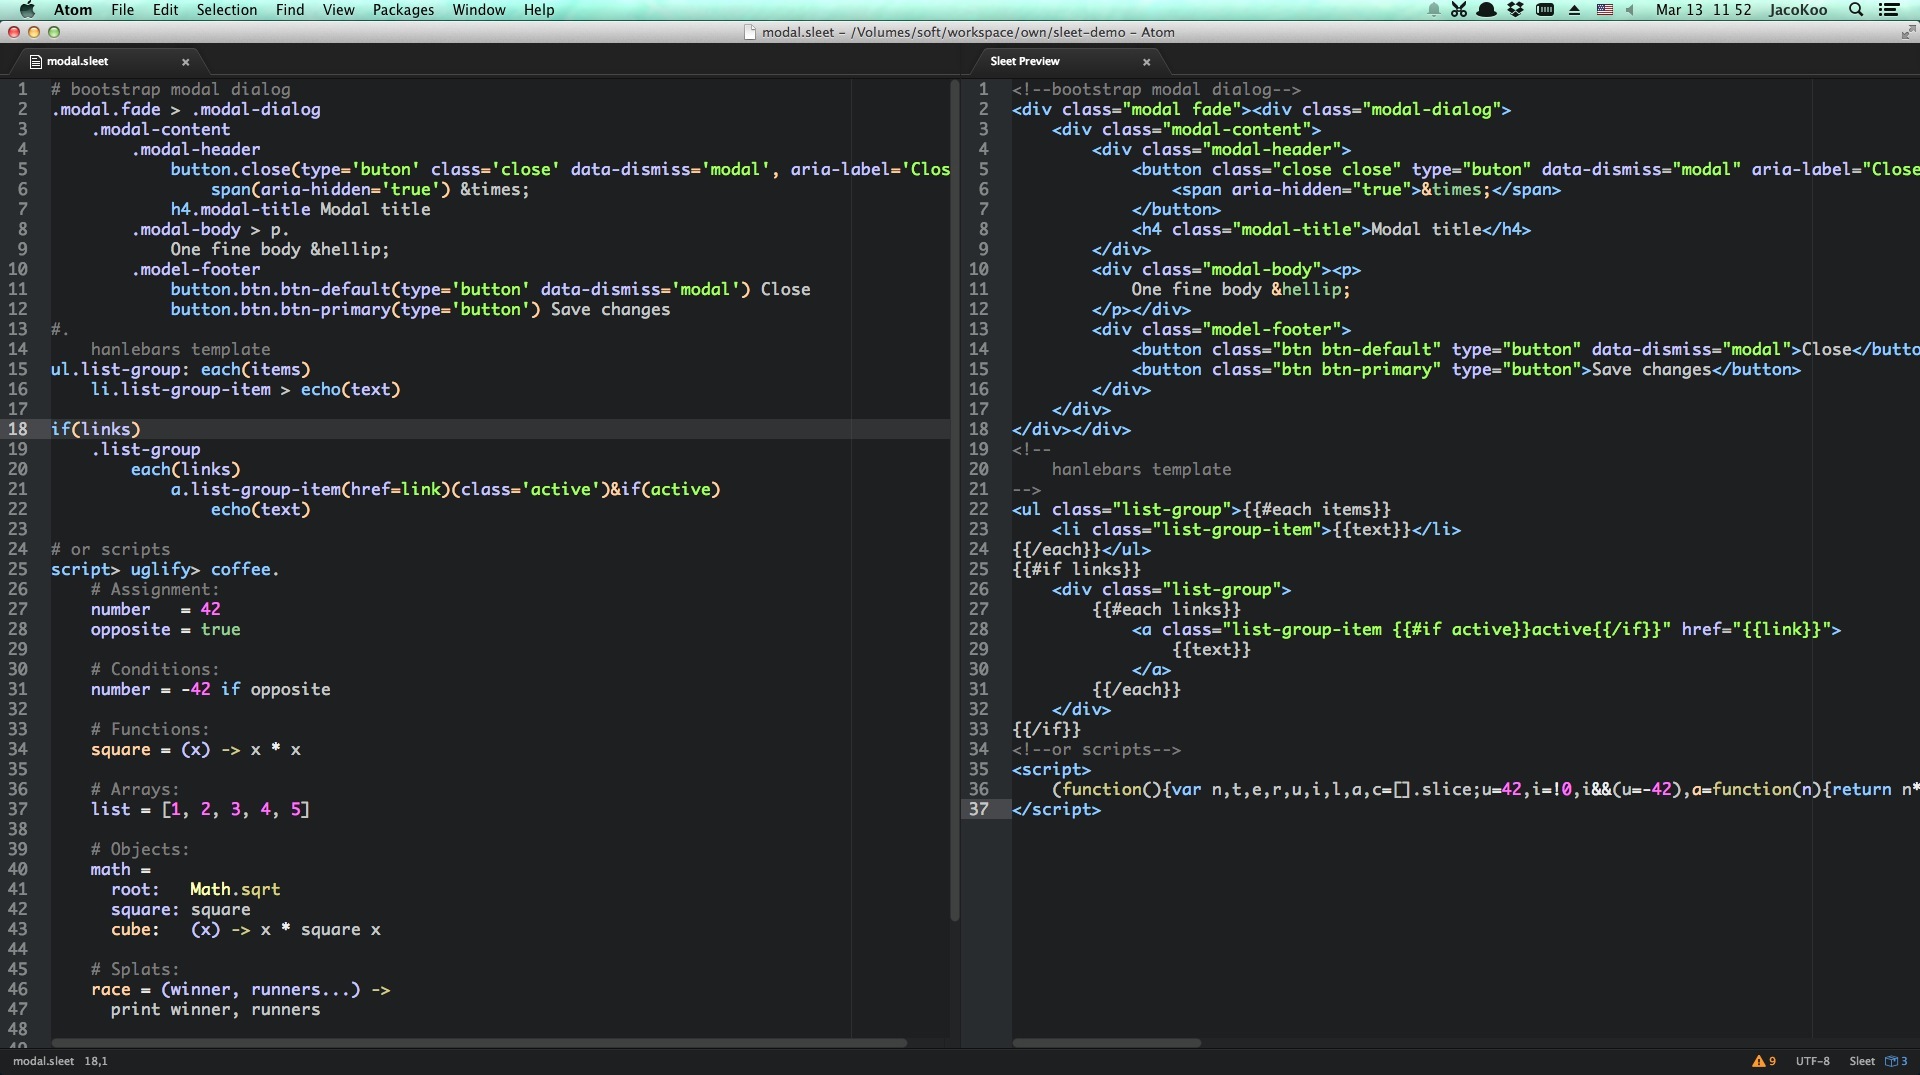 Atom File Edit Selection Find View Packages Window Help Mar 13 11 52 JacoKoo
modal.sleet – /Volumes/soft/workspace/own/sleet-demo – Atom
modal.sleet ×
1 # bootstrap modal dialog
2 .modal.fade > .modal-dialog
3 .modal-content
4 .modal-header
5 button.close(type='buton' class='close' data-dismiss='modal', aria-label='Clos
6 span(aria-hidden='true') &times;
7 h4.modal-title Modal title
8 .modal-body > p.
9 One fine body &hellip;
10 .model-footer
11 button.btn.btn-default(type='button' data-dismiss='modal') Close
12 button.btn.btn-primary(type='button') Save changes
13 #.
14 hanlebars template
15 ul.list-group: each(items)
16 li.list-group-item > echo(text)
17
18 if(links)
19 .list-group
20 each(links)
21 a.list-group-item(href=link)(class='active')&if(active)
22 echo(text)
23
24 # or scripts
25 script> uglify> coffee.
26 # Assignment:
27 number = 42
28 opposite = true
29
30 # Conditions:
31 number = -42 if opposite
32
33 # Functions:
34 square = (x) -> x * x
35
36 # Arrays:
37 list = [1, 2, 3, 4, 5]
38
39 # Objects:
40 math =
41 root: Math.sqrt
42 square: square
43 cube: (x) -> x * square x
44
45 # Splats:
46 race = (winner, runners...) ->
47 print winner, runners
48
49
Sleet Preview ×
1 <!--bootstrap modal dialog-->
2 <div class="modal fade"><div class="modal-dialog">
3 <div class="modal-content">
4 <div class="modal-header">
5 <button class="close close" type="buton" data-dismiss="modal" aria-label="Close
6 <span aria-hidden="true">&times;</span>
7 </button>
8 <h4 class="modal-title">Modal title</h4>
9 </div>
10 <div class="modal-body"><p>
11 One fine body &hellip;
12 </p></div>
13 <div class="model-footer">
14 <button class="btn btn-default" type="button" data-dismiss="modal">Close</butto
15 <button class="btn btn-primary" type="button">Save changes</button>
16 </div>
17 </div>
18 </div></div>
19 <!--
20 hanlebars template
21 -->
22 <ul class="list-group">{{#each items}}
23 <li class="list-group-item">{{text}}</li>
24 {{/each}}</ul>
25 {{#if links}}
26 <div class="list-group">
27 {{#each links}}
28 <a class="list-group-item {{#if active}}active{{/if}}" href="{{link}}">
29 {{text}}
30 </a>
31 {{/each}}
32 </div>
33 {{/if}}
34 <!--or scripts-->
35 <script>
36 (function(){var n,t,e,r,u,i,l,a,c=[].slice;u=42,i=!0,i&&(u=-42),a=function(n){return n*
37 </script>
modal.sleet 18,1 9 UTF-8 Sleet 3